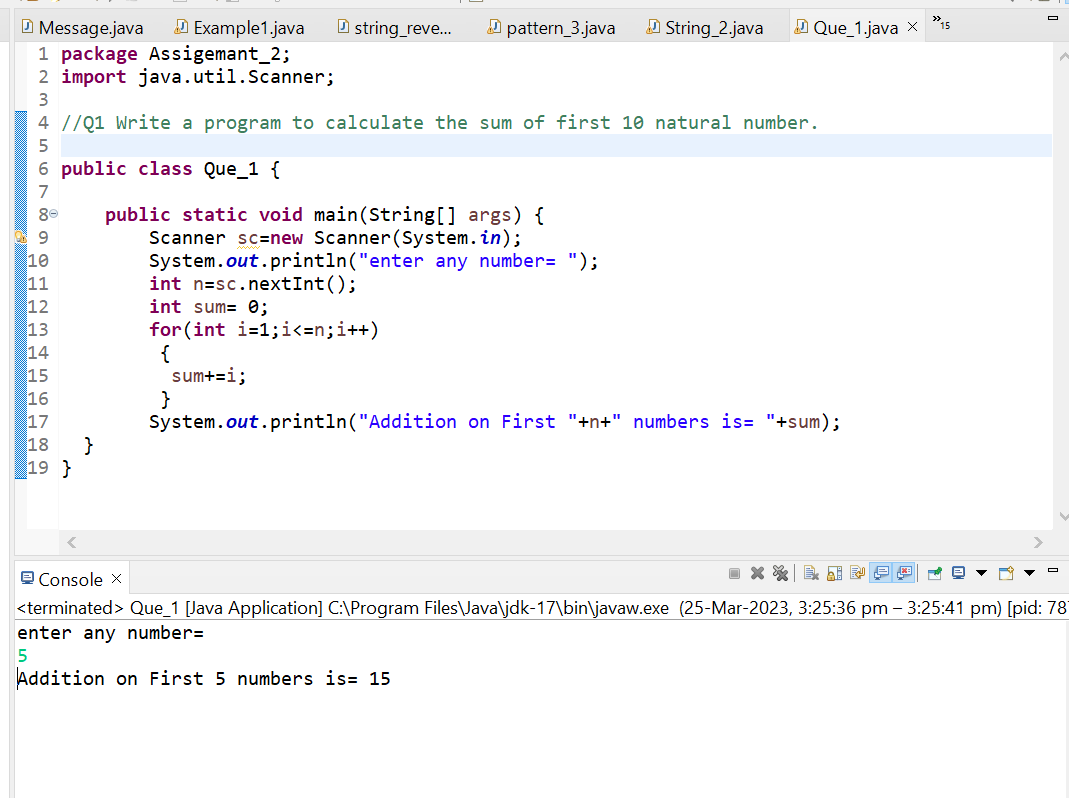 Message.java Example1.java string_reve... pattern_3.java String_2.java Que_1.java »15
1 package Assigemant_2;
2 import java.util.Scanner;
3
4 //Q1 Write a program to calculate the sum of first 10 natural number.
5
6 public class Que_1 {
7
8 public static void main(String[] args) {
9 Scanner sc=new Scanner(System.in);
10 System.out.println("enter any number= ");
11 int n=sc.nextInt();
12 int sum= 0;
13 for(int i=1;i<=n;i++)
14 {
15 sum+=i;
16 }
17 System.out.println("Addition on First "+n+" numbers is= "+sum);
18 }
19 }
Console
<terminated> Que_1 [Java Application] C:\Program Files\Java\jdk-17\bin\javaw.exe (25-Mar-2023, 3:25:36 pm – 3:25:41 pm) [pid: 78
enter any number=
5
Addition on First 5 numbers is= 15